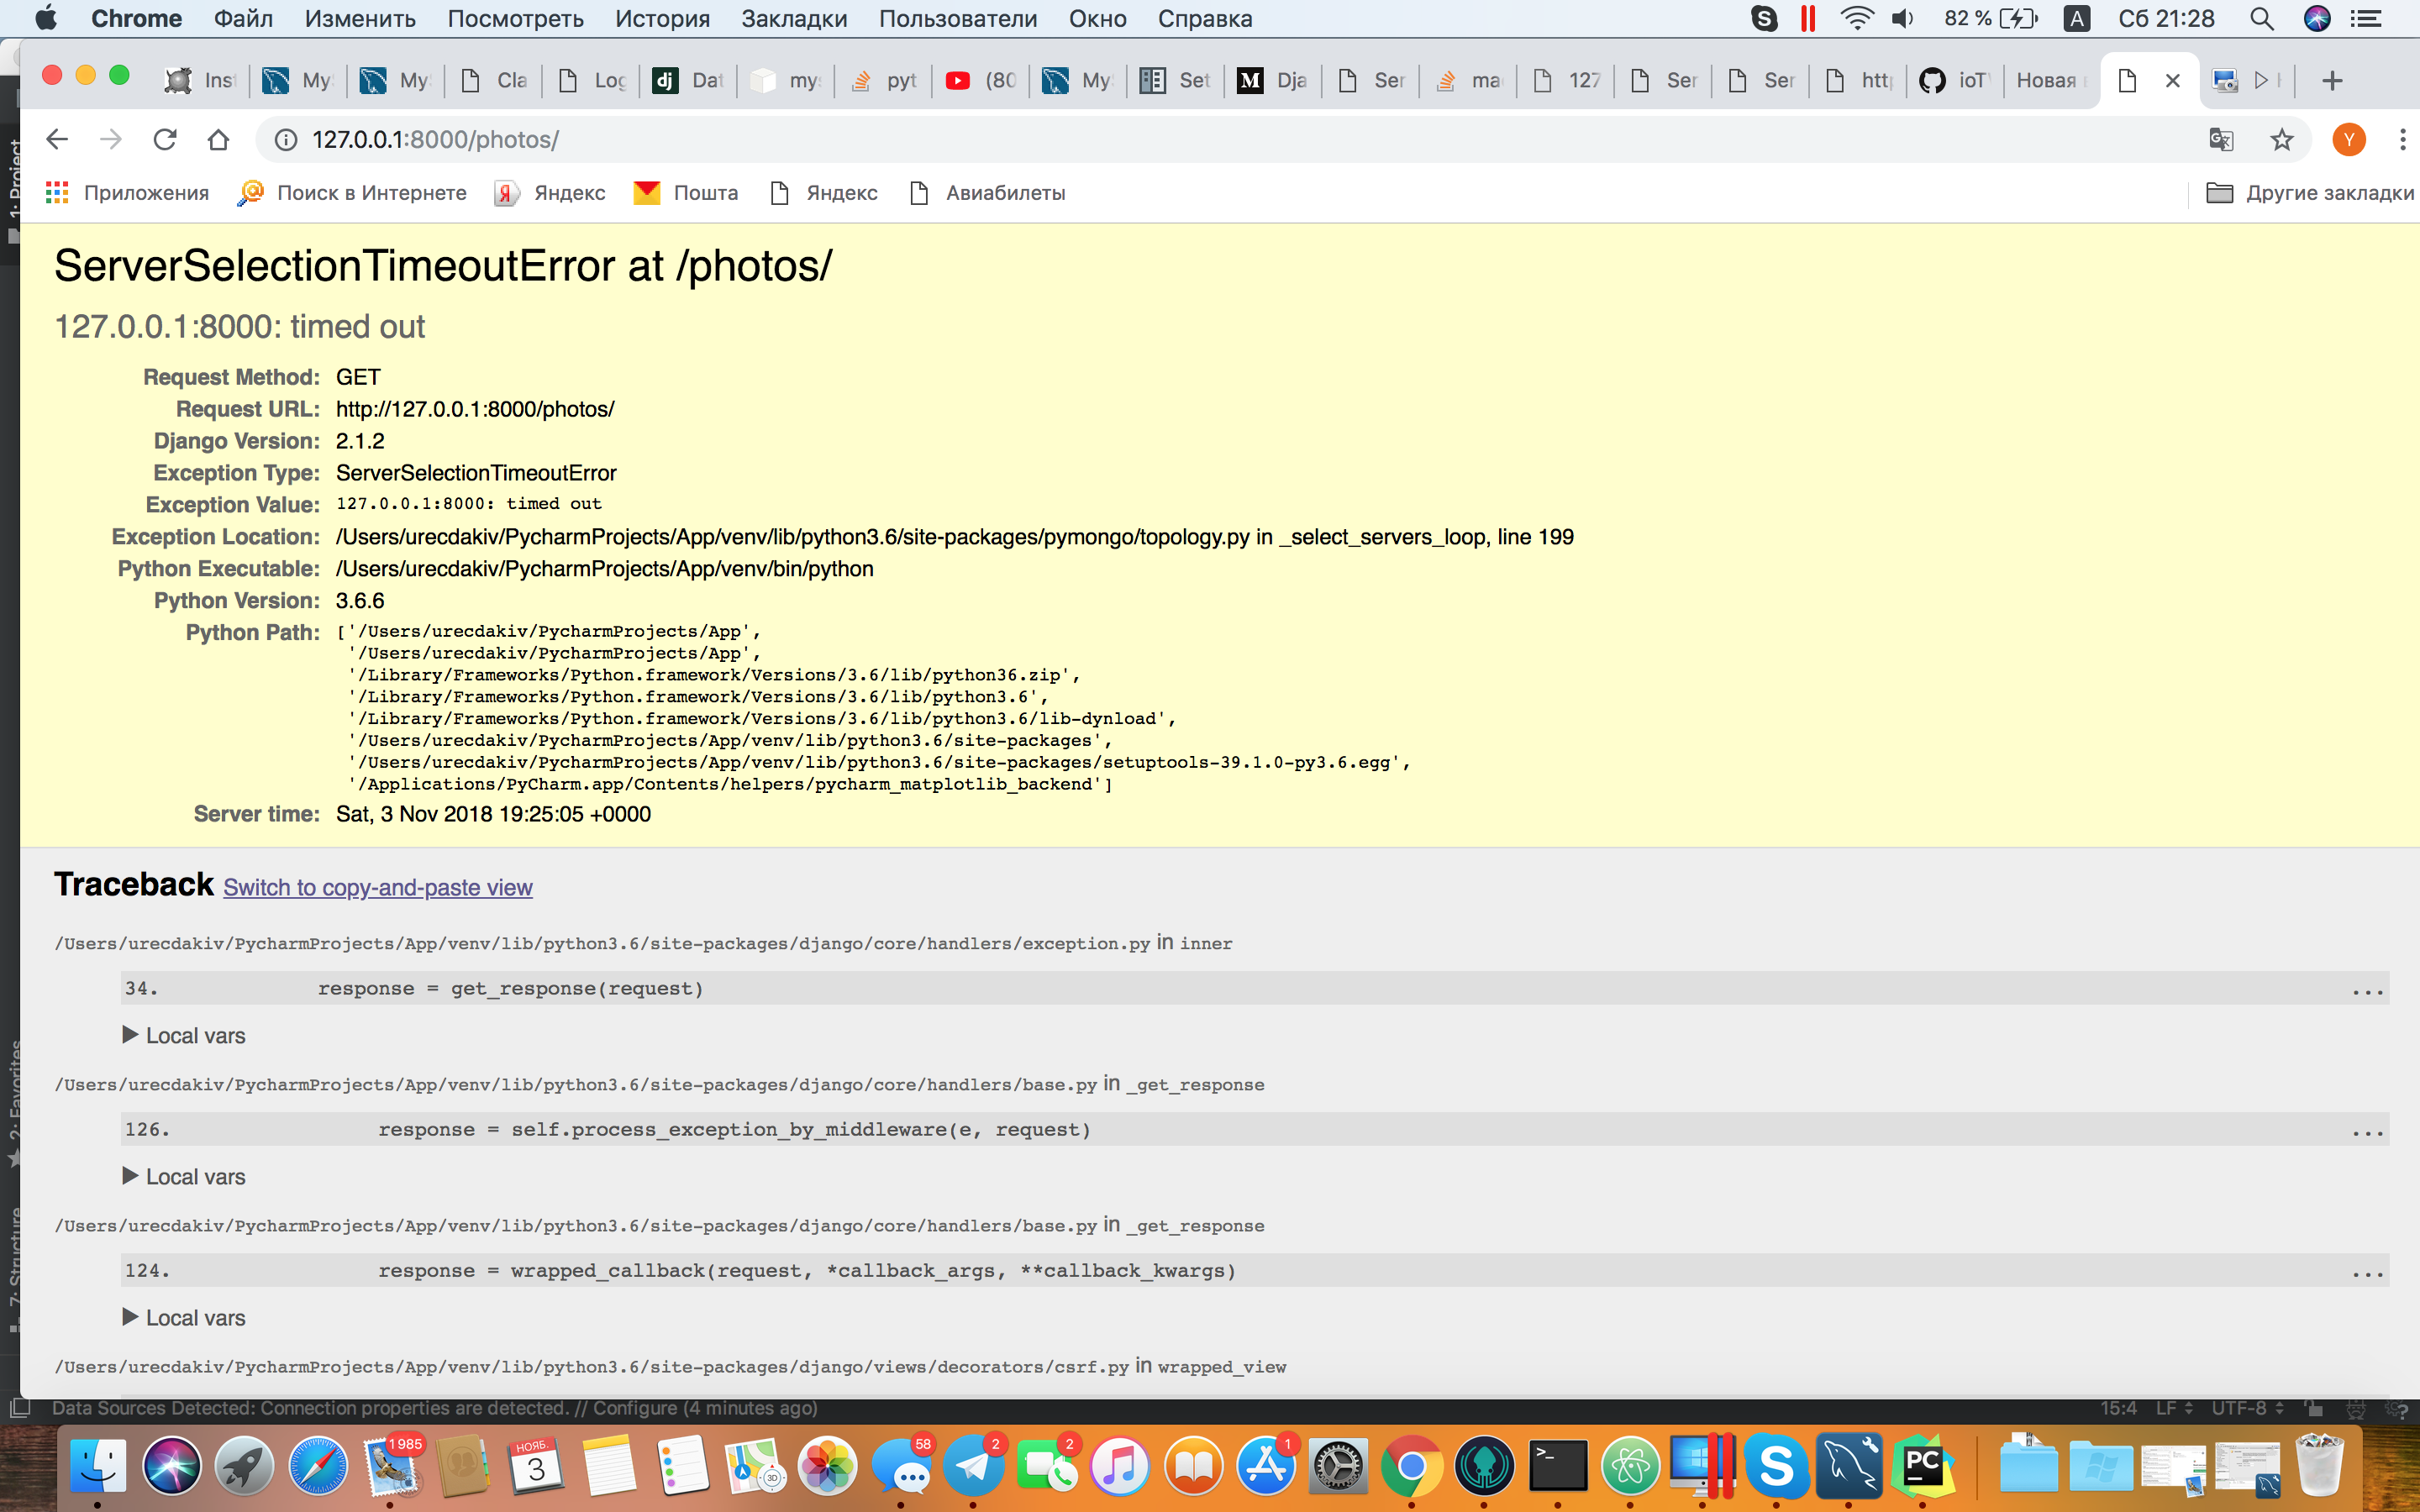 Chrome Файл Изменить Посмотреть История Закладки Пользователи Окно Справка 82 % A Сб 21:28
Inst My My Cla Log Dat mys pyt (80 My Set Dja Ser ma 127 Ser Ser http ioT Новая
127.0.0.1:8000/photos/ Y
Приложения Поиск в Интернете Яндекс Пошта Яндекс Авиабилеты Другие закладки
1: Project
ServerSelectionTimeoutError at /photos/
127.0.0.1:8000: timed out
Request Method: GET
Request URL: http://127.0.0.1:8000/photos/
Django Version: 2.1.2
Exception Type: ServerSelectionTimeoutError
Exception Value: 127.0.0.1:8000: timed out
Exception Location: /Users/urecdakiv/PycharmProjects/App/venv/lib/python3.6/site-packages/pymongo/topology.py in _select_servers_loop, line 199
Python Executable: /Users/urecdakiv/PycharmProjects/App/venv/bin/python
Python Version: 3.6.6
Python Path: ['/Users/urecdakiv/PycharmProjects/App',
'/Users/urecdakiv/PycharmProjects/App',
'/Library/Frameworks/Python.framework/Versions/3.6/lib/python36.zip',
'/Library/Frameworks/Python.framework/Versions/3.6/lib/python3.6',
'/Library/Frameworks/Python.framework/Versions/3.6/lib/python3.6/lib-dynload',
'/Users/urecdakiv/PycharmProjects/App/venv/lib/python3.6/site-packages',
'/Users/urecdakiv/PycharmProjects/App/venv/lib/python3.6/site-packages/setuptools-39.1.0-py3.6.egg',
'/Applications/PyCharm.app/Contents/helpers/pycharm_matplotlib_backend']
Server time: Sat, 3 Nov 2018 19:25:05 +0000
Traceback Switch to copy-and-paste view
/Users/urecdakiv/PycharmProjects/App/venv/lib/python3.6/site-packages/django/core/handlers/exception.py in inner
34. response = get_response(request) ...
▶ Local vars
/Users/urecdakiv/PycharmProjects/App/venv/lib/python3.6/site-packages/django/core/handlers/base.py in _get_response
126. response = self.process_exception_by_middleware(e, request) ...
▶ Local vars
/Users/urecdakiv/PycharmProjects/App/venv/lib/python3.6/site-packages/django/core/handlers/base.py in _get_response
124. response = wrapped_callback(request, *callback_args, **callback_kwargs) ...
▶ Local vars
/Users/urecdakiv/PycharmProjects/App/venv/lib/python3.6/site-packages/django/views/decorators/csrf.py in wrapped_view
2: Favorites
7: Structure
Data Sources Detected: Connection properties are detected. // Configure (4 minutes ago) 15:4 LF UTF-8
1985 НОЯБ. 3 3D 58 2 2 1 >_ S PC